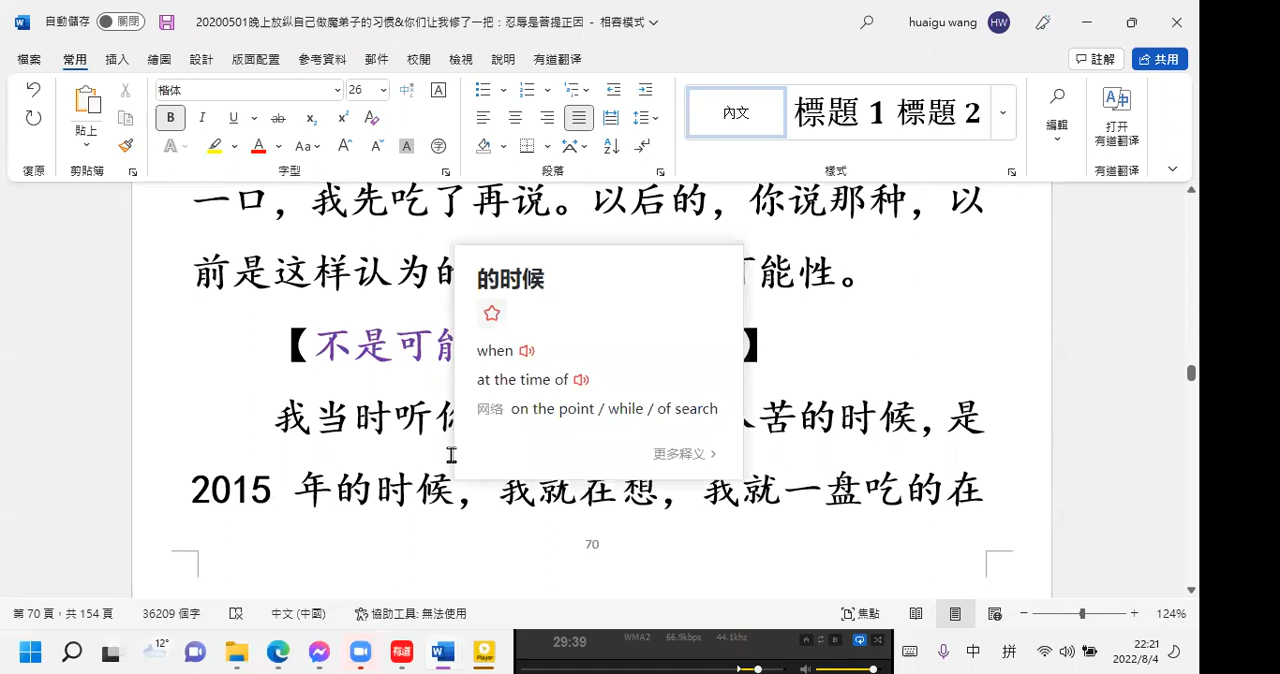 自動儲存 關閉 20200501晚上放纵自己做魔弟子的习惯&你们让我修了一把：忍辱是菩提正因 - 相容模式 huaigu wang HW
檔案 常用 插入 繪圖 設計 版面配置 參考資料 郵件 校閱 檢視 說明 有道翻译 註解 共用
楷体 26
貼上 B I U ab x₂ x² 內文 標題 1 標題 2 編輯 打开
有道翻译
A A Aa A A A 字
復原 剪貼簿 字型 段落 樣式 有道翻译
一口，我先吃了再说。以后的，你说那种，以
前是这样认为的
可能性。
的时候
when
at the time of
网络 on the point / while / of search
更多释义 >
【不是可能
】
我当时听你
苦的时候，是
2015 年的时候，我就在想，我就一盘吃的在
70
第 70 頁，共 154 頁 36209 個字 中文 (中國) 協助工具: 無法使用 焦點 124%
12° 有道 Player 29:39 WMA2 66.9kbps 44.1khz A B 中 拼 22:21
2022/8/4